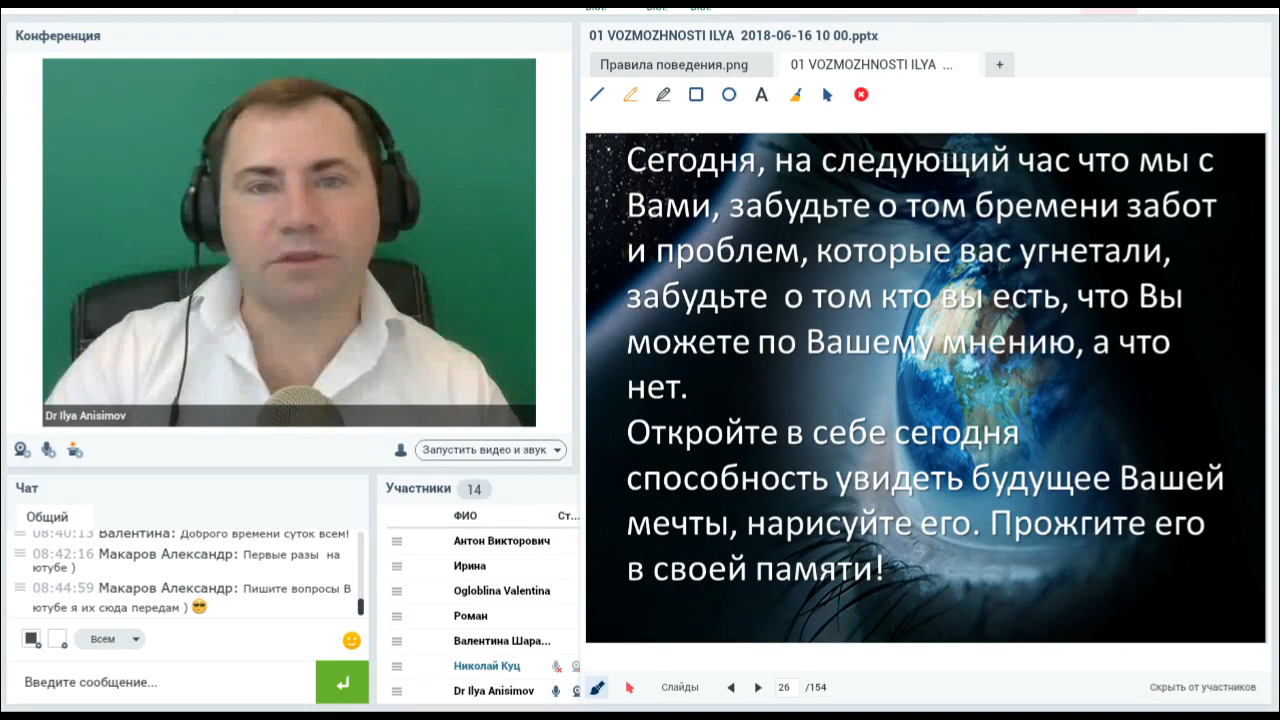 Конференция
Dr Ilya Anisimov
Запустить видео и звук
Чат
Общий
08:40:13 Валентина: Доброго времени суток всем!
08:42:16 Макаров Александр: Первые разы на
ютубе )
08:44:59 Макаров Александр: Пишите вопросы В
ютубе я их сюда передам )
Всем
Введите сообщение...
Участники 14
ФИО Ст...
Антон Викторович
Ирина
Ogloblina Valentina
Роман
Валентина Шара...
Николай Куц
Dr Ilya Anisimov
01 VOZMOZHNOSTI ILYA 2018-06-16 10 00.pptx
Правила поведения.png
01 VOZMOZHNOSTI ILYA ...
+
A
Сегодня, на следующий час что мы с
Вами, забудьте о том бремени забот
и проблем, которые вас угнетали,
забудьте о том кто вы есть, что Вы
можете по Вашему мнению, а что
нет.
Откройте в себе сегодня
способность увидеть будущее Вашей
мечты, нарисуйте его. Прожгите его
в своей памяти!
Слайды 26 /154
Скрыть от участников